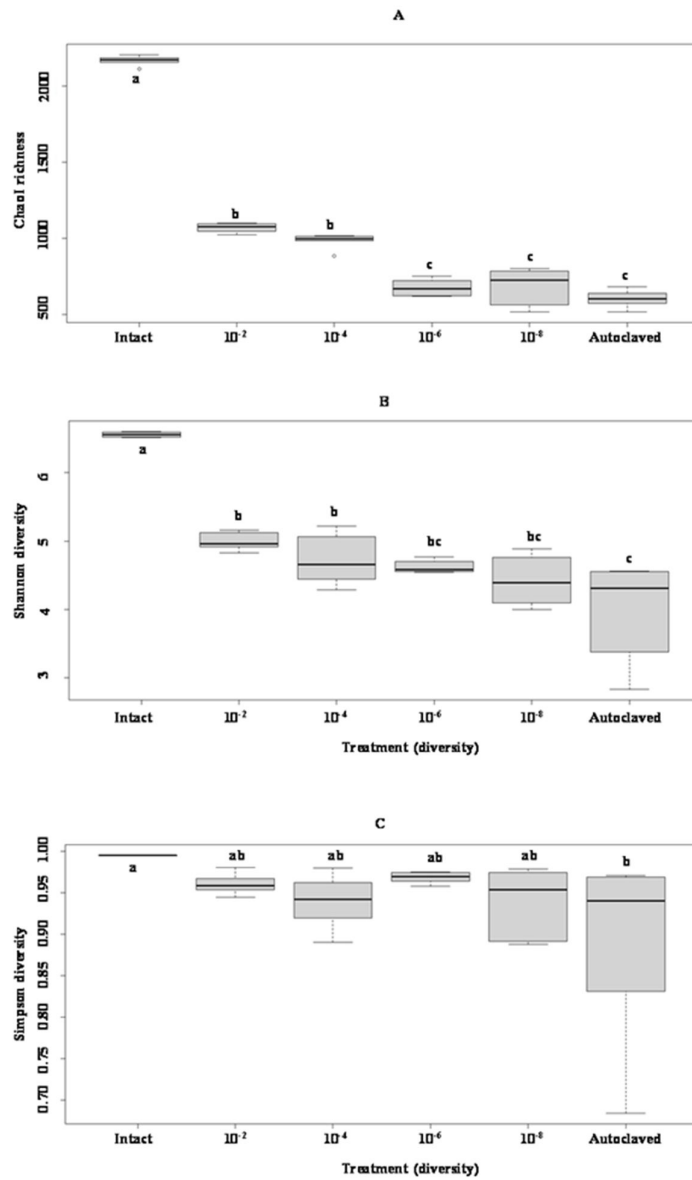 A
Chao1 richness
2000
1500
1000
500
a
b
b
c
c
c
Intact
10⁻²
10⁻⁴
10⁻⁶
10⁻⁸
Autoclaved
B
Shannon diversity
6
5
4
3
a
b
b
bc
bc
c
Intact
10⁻²
10⁻⁴
10⁻⁶
10⁻⁸
Autoclaved
Treatment (diversity)
C
Simpson diversity
1.00
0.95
0.90
0.85
0.80
0.75
0.70
a
ab
ab
ab
ab
b
Intact
10⁻²
10⁻⁴
10⁻⁶
10⁻⁸
Autoclaved
Treatment (diversity)